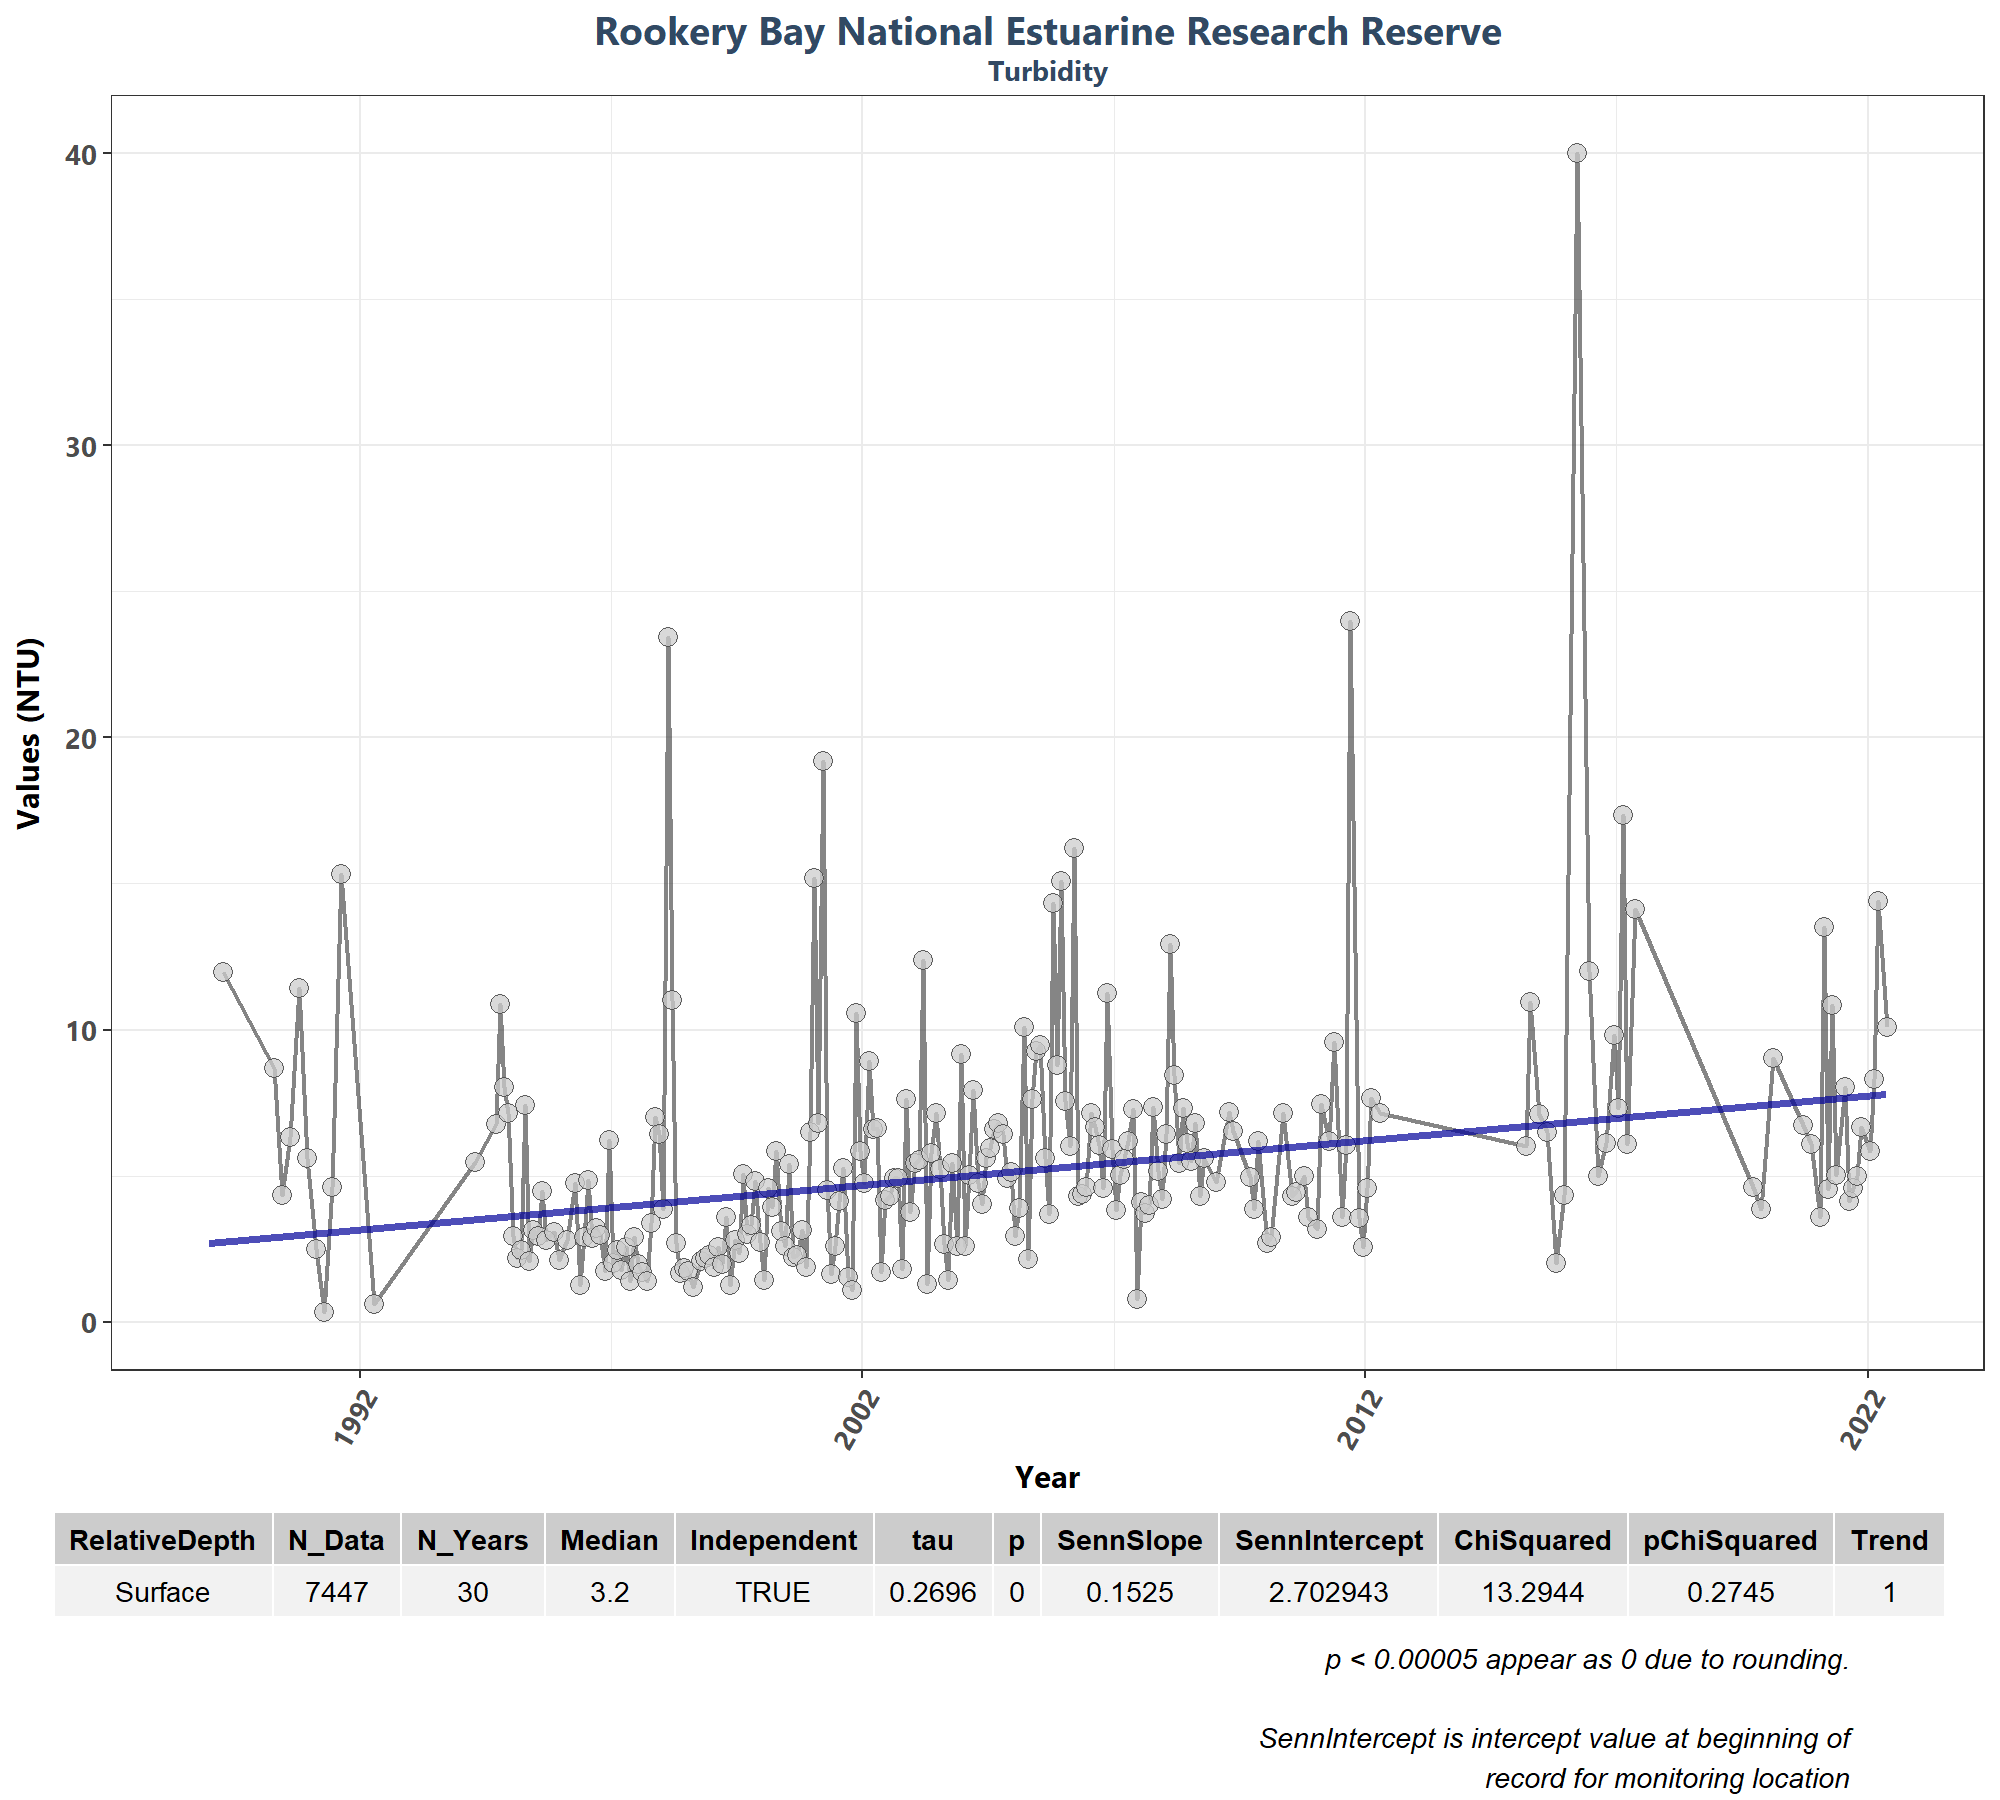 Rookery Bay National Estuarine Research Reserve
Turbidity
Values (NTU)
40
30
20
10
0
1992 2002 2012 2022
Year
RelativeDepth N_Data N_Years Median Independent tau p SennSlope SennIntercept ChiSquared pChiSquared Trend
Surface 7447 30 3.2 TRUE 0.2696 0 0.1525 2.702943 13.2944 0.2745 1
p < 0.00005 appear as 0 due to rounding.
SennIntercept is intercept value at beginning of
record for monitoring location